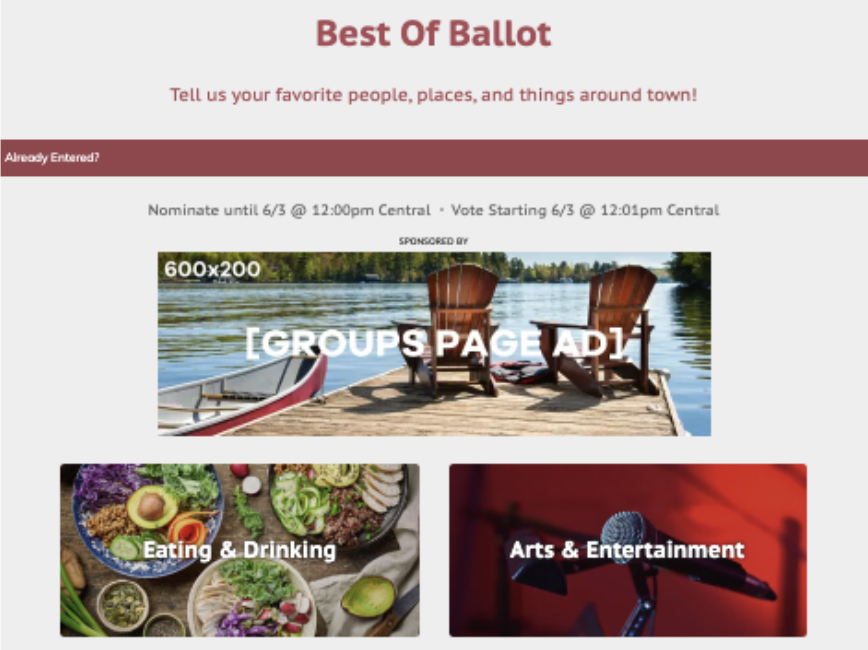 Best Of Ballot
Tell us your favorite people, places, and things around town!
Already Entered?
Nominate until 6/3 @ 12:00pm Central • Vote Starting 6/3 @ 12:01pm Central
SPONSORED BY
600x200
[GROUPS PAGE AD]
Eating & Drinking
Arts & Entertainment